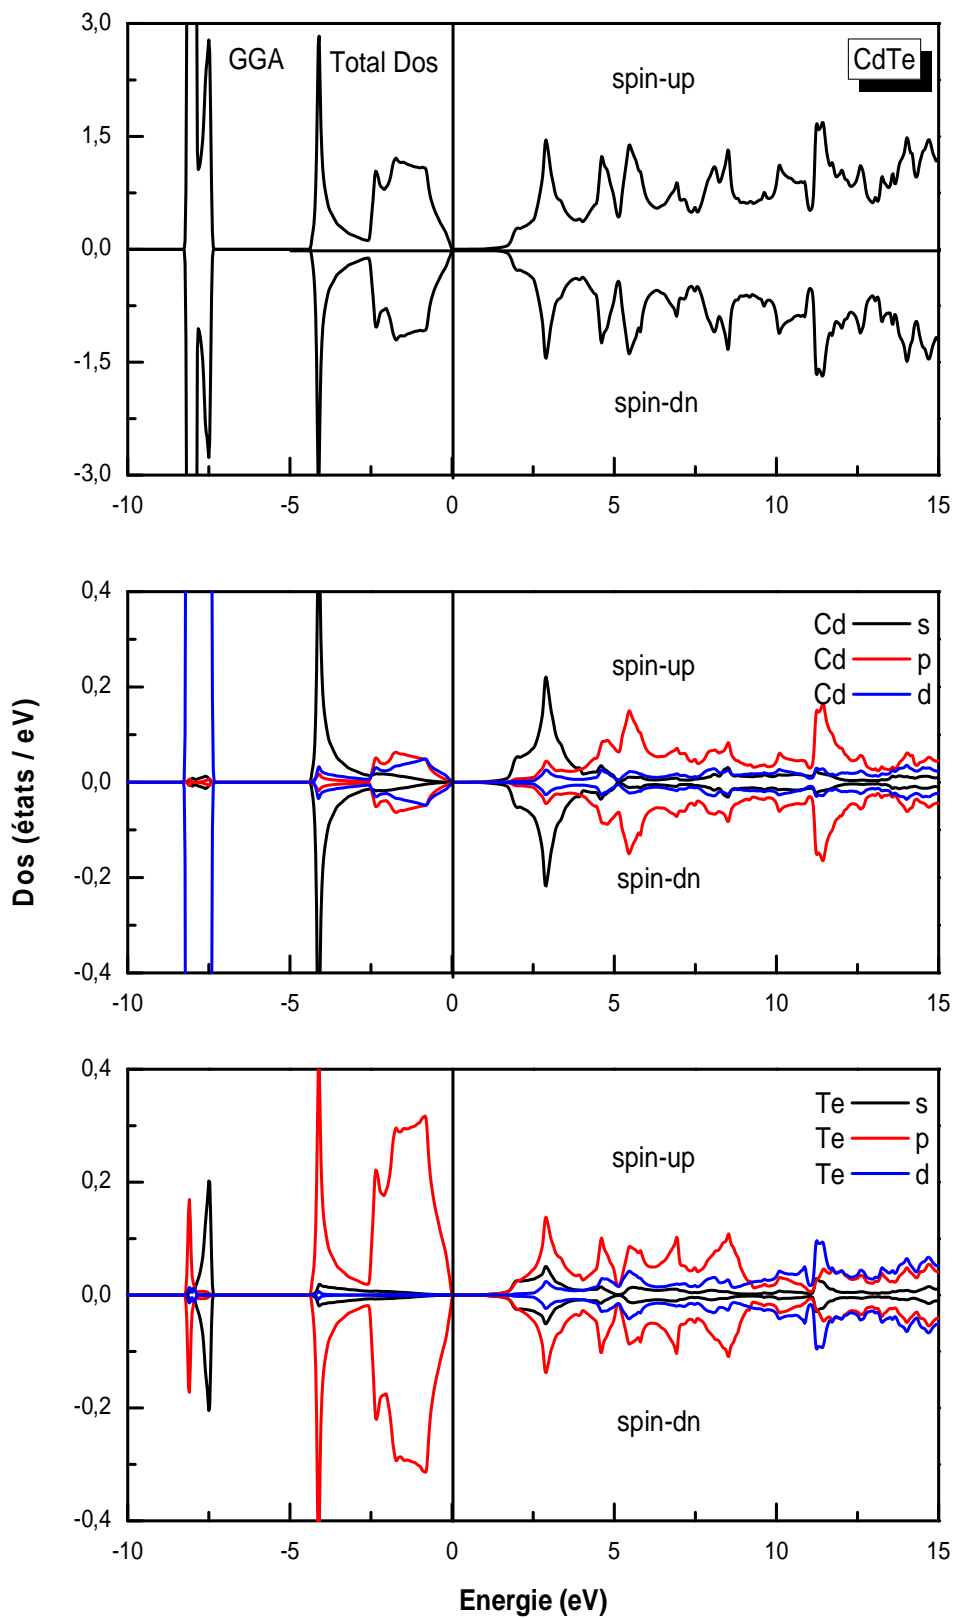 3,0
GGA
Total Dos
CdTe
spin-up
1,5
0,0
-1,5
spin-dn
-3,0
-10
-5
0
5
10
15
0,4
Cd s
Cd p
Cd d
spin-up
0,2
0,0
-0,2
spin-dn
-0,4
-10
-5
0
5
10
15
Dos (états / eV)
0,4
Te s
Te p
Te d
spin-up
0,2
0,0
-0,2
spin-dn
-0,4
-10
-5
0
5
10
15
Energie (eV)